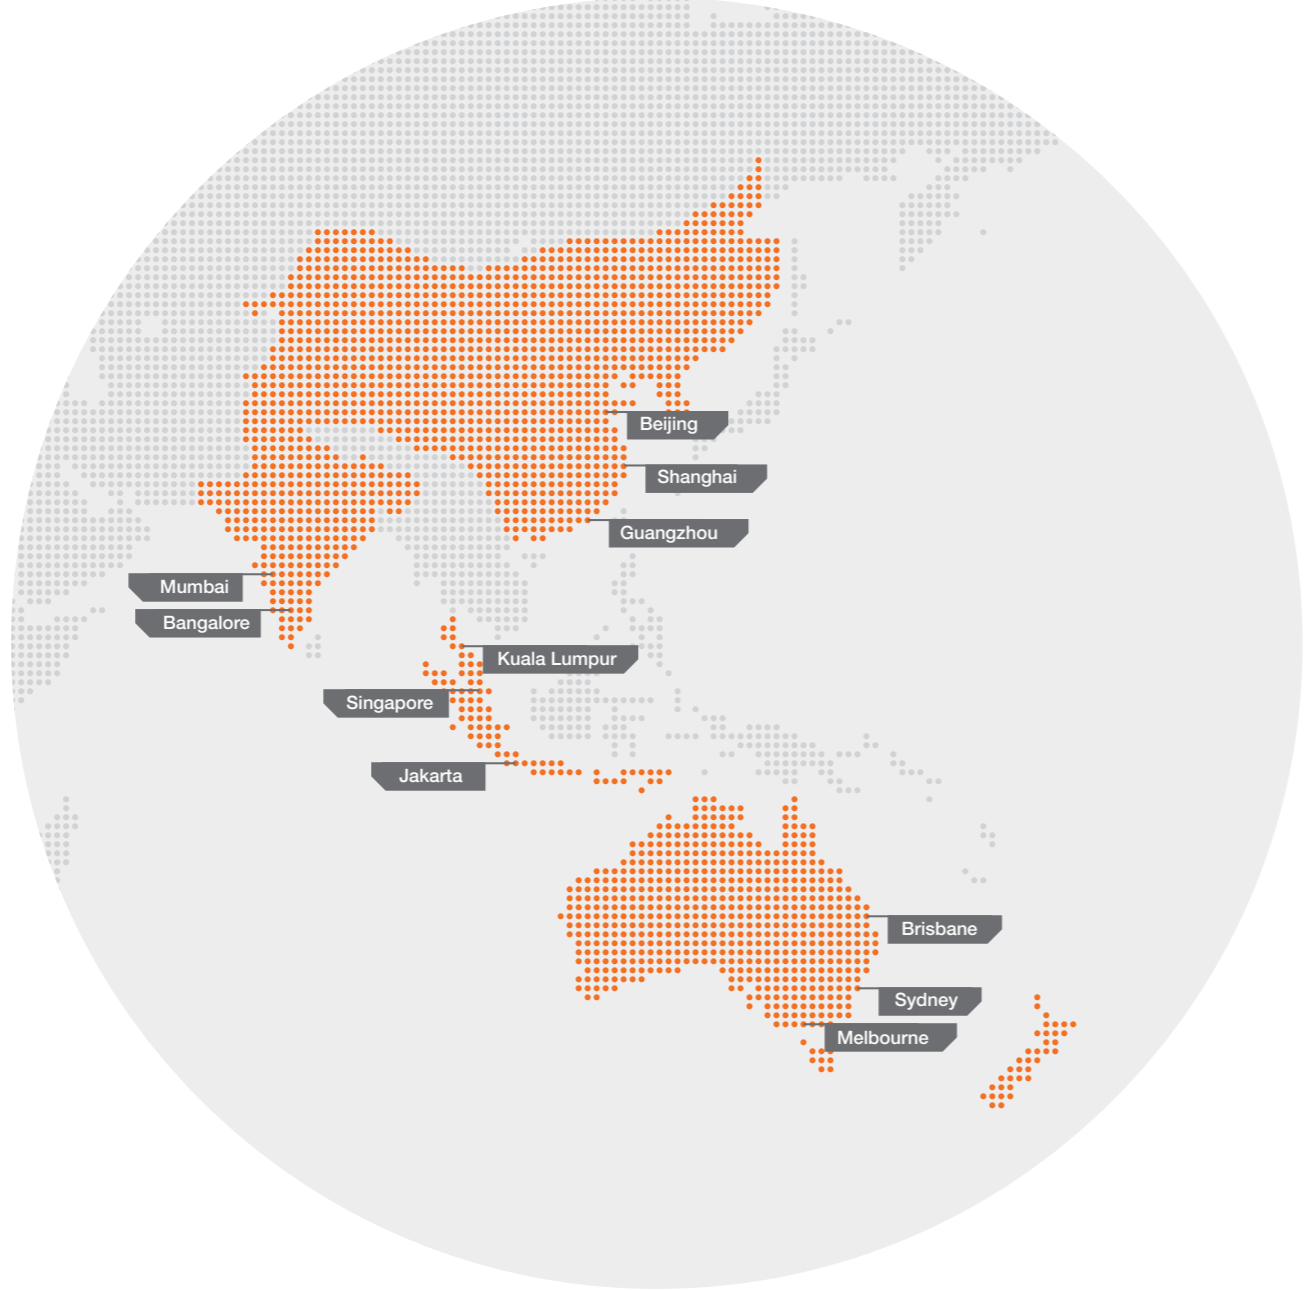 Beijing
Shanghai
Guangzhou
Mumbai
Bangalore
Kuala Lumpur
Singapore
Jakarta
Brisbane
Sydney
Melbourne